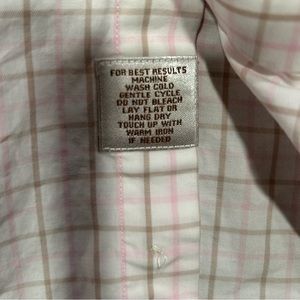 FOR BEST RESULTS
MACHINE
WASH COLD
GENTLE CYCLE
DO NOT BLEACH
LAY FLAT OR
HANG DRY
TOUCH UP WITH
WARM IRON
IF NEEDED